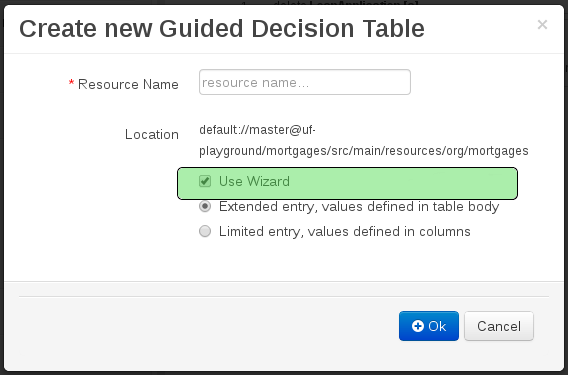 Create new Guided Decision Table
×
* Resource Name
resource name...
Location
default://master@uf-
playground/mortgages/src/main/resources/org/mortgages
Use Wizard
Extended entry, values defined in table body
Limited entry, values defined in columns
Ok
Cancel